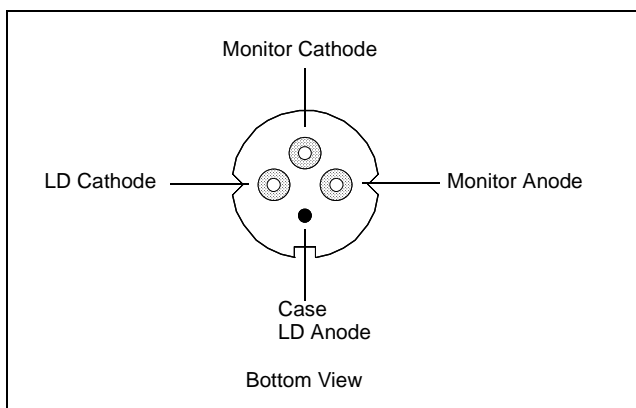 Monitor Cathode
LD Cathode
Monitor Anode
Case
LD Anode
Bottom View